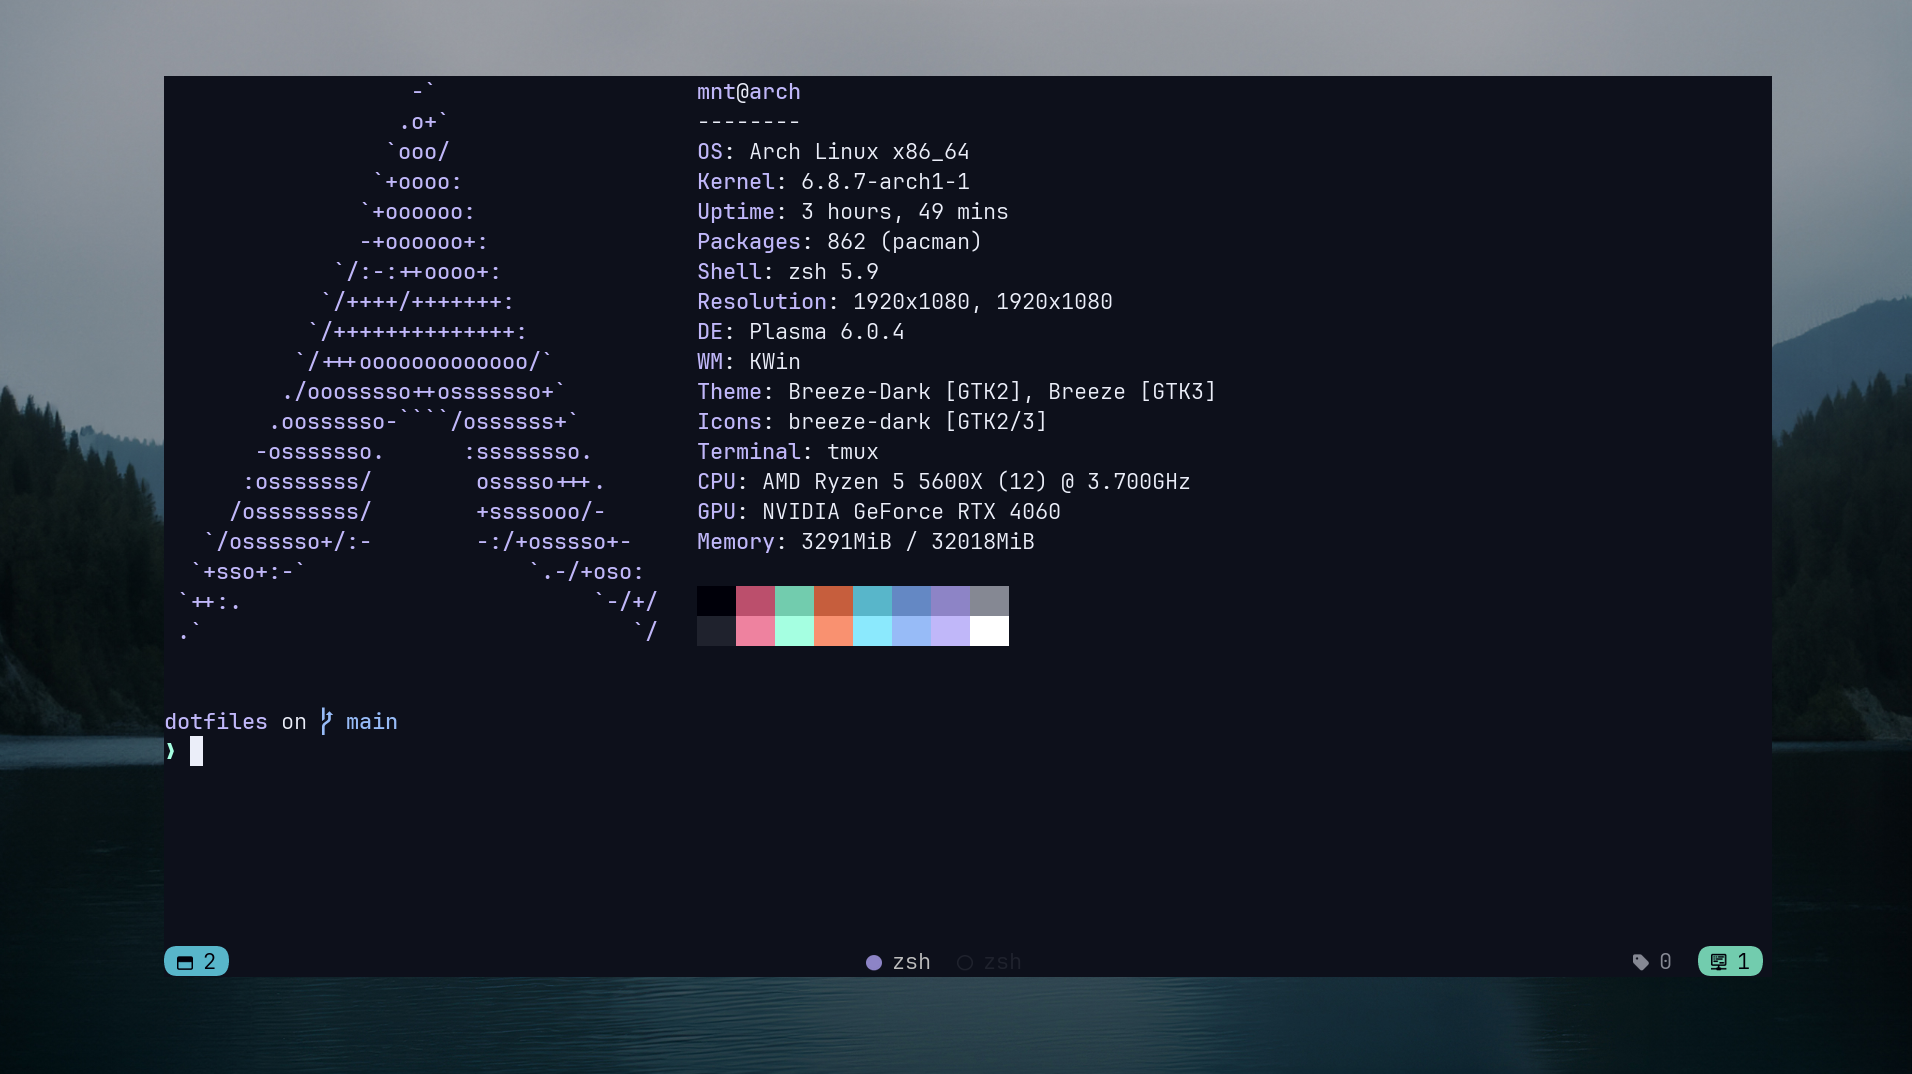 -`                    mnt@arch
.o+`                   --------
`ooo/                   OS: Arch Linux x86_64
`+oooo:                  Kernel: 6.8.7-arch1-1
`+oooooo:                 Uptime: 3 hours, 49 mins
-+oooooo+:                Packages: 862 (pacman)
`/:-:++oooo+:               Shell: zsh 5.9
`/++++/+++++++:              Resolution: 1920x1080, 1920x1080
`/++++++++++++++:             DE: Plasma 6.0.4
`/+++ooooooooooooo/`           WM: KWin
./ooosssso++osssssso+`          Theme: Breeze-Dark [GTK2], Breeze [GTK3]
.oossssso-````/ossssss+`         Icons: breeze-dark [GTK2/3]
-osssssso.      :ssssssso.        Terminal: tmux
:osssssss/        osssso+++.       CPU: AMD Ryzen 5 5600X (12) @ 3.700GHz
/ossssssss/        +ssssooo/-       GPU: NVIDIA GeForce RTX 4060
`/ossssso+/:-        -:/+osssso+-     Memory: 3291MiB / 32018MiB
`+sso+:-`                 `.-/+oso:
`++:.                           `-/+/
.`                                 `/
dotfiles on main
❯
2 zsh zsh 0 1